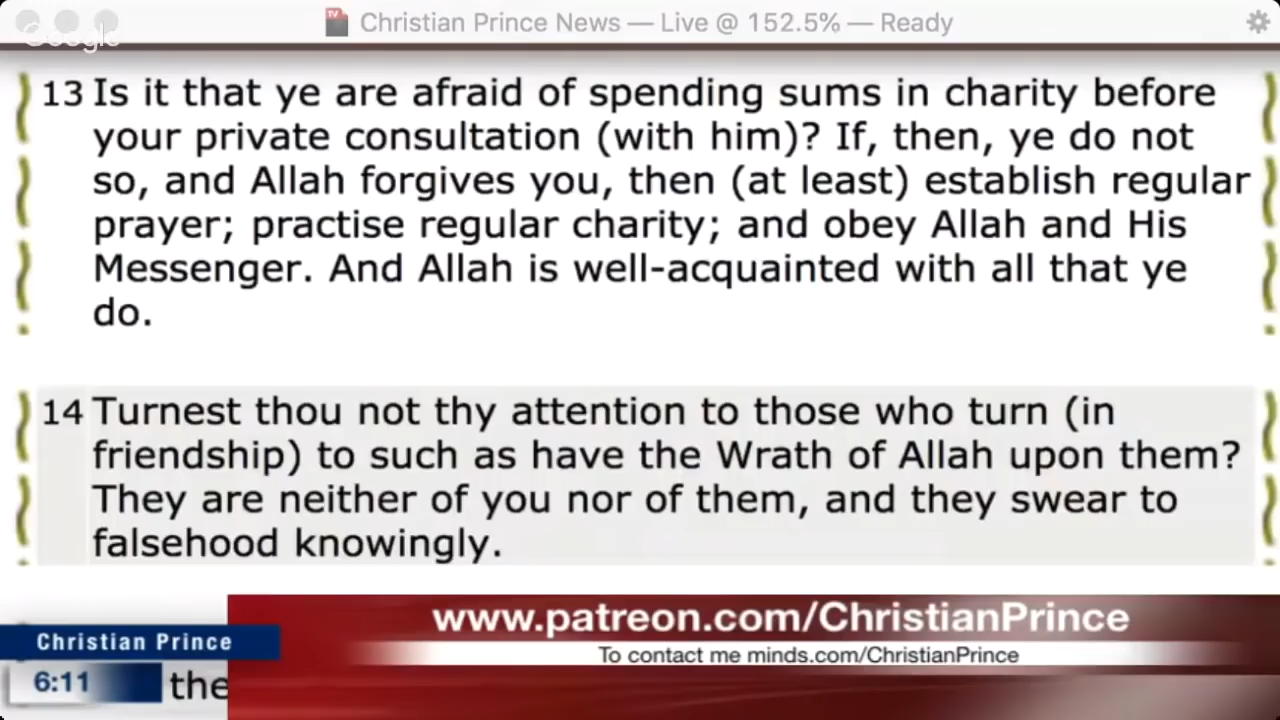 Christian Prince News — Live @ 152.5% — Ready
Google
13 Is it that ye are afraid of spending sums in charity before
your private consultation (with him)? If, then, ye do not
so, and Allah forgives you, then (at least) establish regular
prayer; practise regular charity; and obey Allah and His
Messenger. And Allah is well-acquainted with all that ye
do.
14 Turnest thou not thy attention to those who turn (in
friendship) to such as have the Wrath of Allah upon them?
They are neither of you nor of them, and they swear to
falsehood knowingly.
www.patreon.com/ChristianPrince
Christian Prince
To contact me minds.com/ChristianPrince
6:11
the